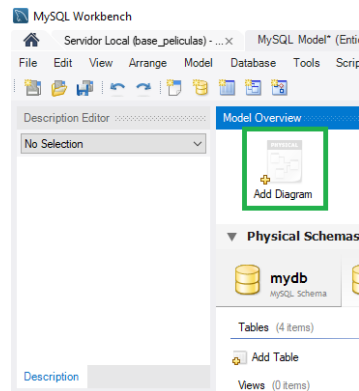 MySQL Workbench
Servidor Local (base_peliculas) - ... × MySQL Model* (Entic
File Edit View Arrange Model Database Tools Scrip
Description Editor
Model Overview
No Selection
PHYSICAL
Add Diagram
Physical Schemas
mydb
MySQL Schema
Tables (4 items)
Add Table
Description
Views (0 items)